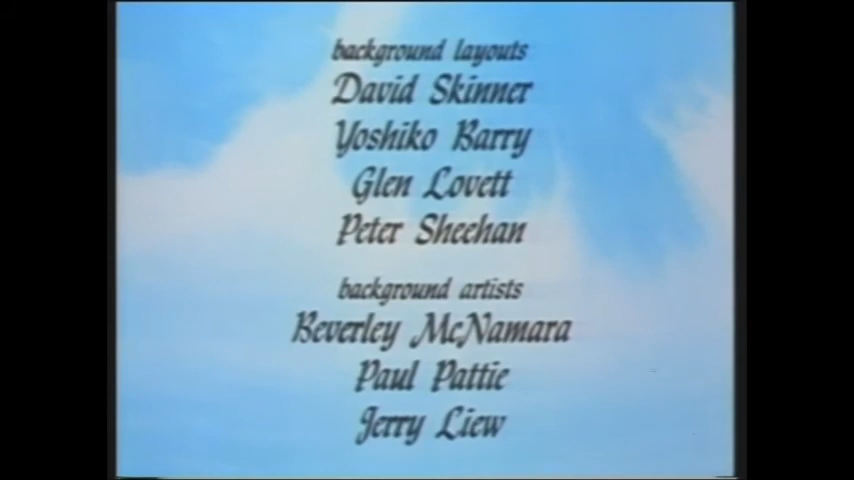 background layouts
David Skinner
Yoshiko Barry
Glen Lovett
Peter Sheehan
background artists
Beverley McNamara
Paul Pattie
Jerry Liew